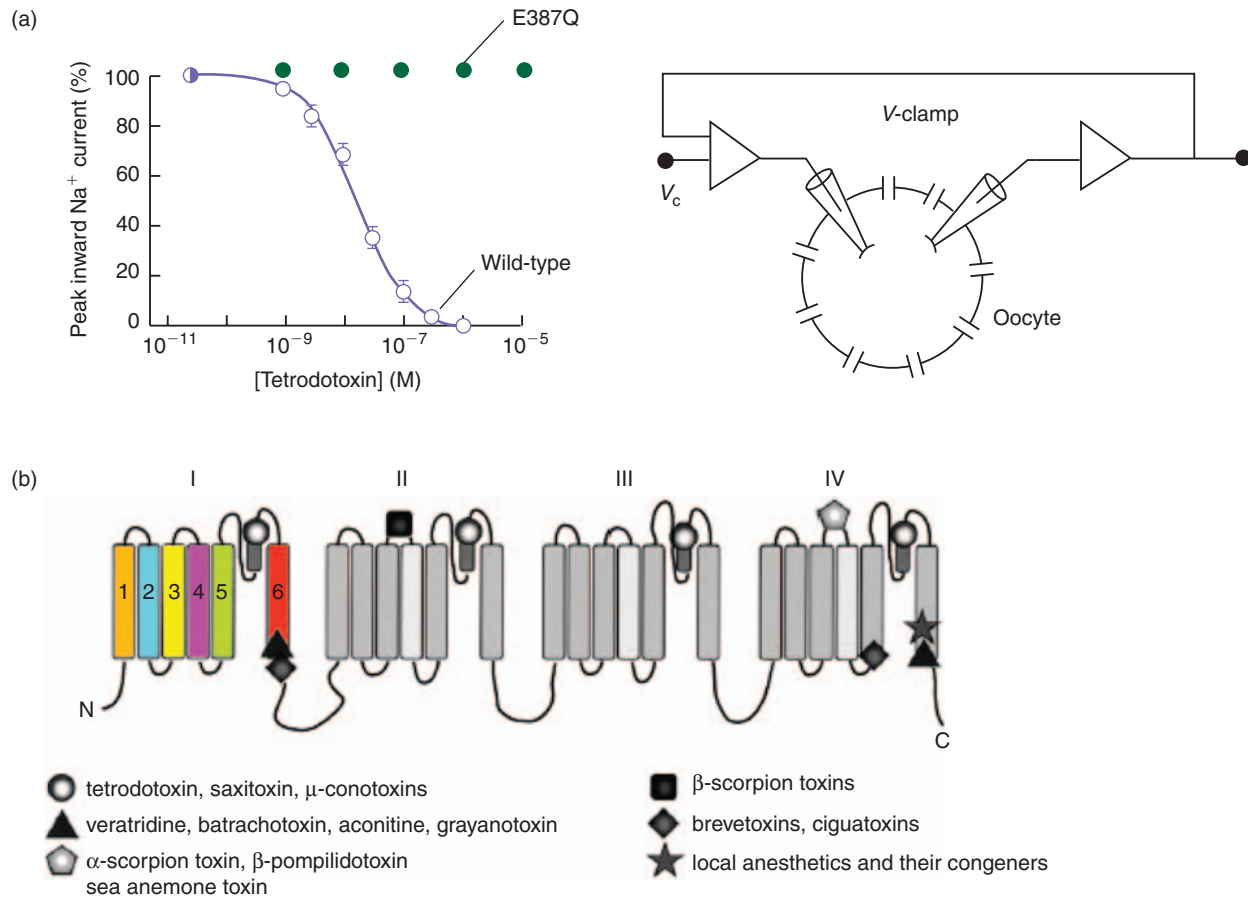 (a)
E387Q
Peak inward Na⁺ current (%)
100
80
60
40
20
0
Wild-type
10⁻¹¹
10⁻⁹
10⁻⁷
10⁻⁵
[Tetrodotoxin] (M)
V-clamp
Vc
Oocyte
(b)
I
II
III
IV
1
2
3
4
5
6
N
C
tetrodotoxin, saxitoxin, μ-conotoxins
veratridine, batrachotoxin, aconitine, grayanotoxin
α-scorpion toxin, β-pompilidotoxin
sea anemone toxin
β-scorpion toxins
brevetoxins, ciguatoxins
local anesthetics and their congeners